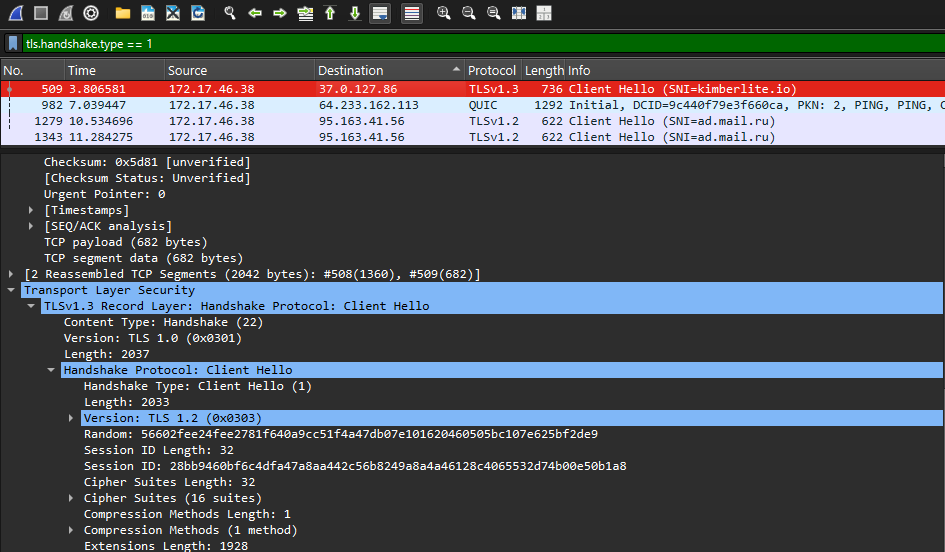 tls.handshake.type == 1
No. Time Source Destination Protocol Length Info
509 3.806581 172.17.46.38 37.0.127.86 TLSv1.3 736 Client Hello (SNI=kimberlite.io)
982 7.039447 172.17.46.38 64.233.162.113 QUIC 1292 Initial, DCID=9c440f79e3f660ca, PKN: 2, PING, PING,
1279 10.534696 172.17.46.38 95.163.41.56 TLSv1.2 622 Client Hello (SNI=ad.mail.ru)
1343 11.284275 172.17.46.38 95.163.41.56 TLSv1.2 622 Client Hello (SNI=ad.mail.ru)
Checksum: 0x5d81 [unverified]
[Checksum Status: Unverified]
Urgent Pointer: 0
[Timestamps]
[SEQ/ACK analysis]
TCP payload (682 bytes)
TCP segment data (682 bytes)
[2 Reassembled TCP Segments (2042 bytes): #508(1360), #509(682)]
Transport Layer Security
TLSv1.3 Record Layer: Handshake Protocol: Client Hello
Content Type: Handshake (22)
Version: TLS 1.0 (0x0301)
Length: 2037
Handshake Protocol: Client Hello
Handshake Type: Client Hello (1)
Length: 2033
Version: TLS 1.2 (0x0303)
Random: 56602fee24fee2781f640a9cc51f4a47db07e101620460505bc107e625bf2de9
Session ID Length: 32
Session ID: 28bb9460bf6c4dfa47a8aa442c56b8249a8a4a46128c4065532d74b00e50b1a8
Cipher Suites Length: 32
Cipher Suites (16 suites)
Compression Methods Length: 1
Compression Methods (1 method)
Extensions Length: 1928